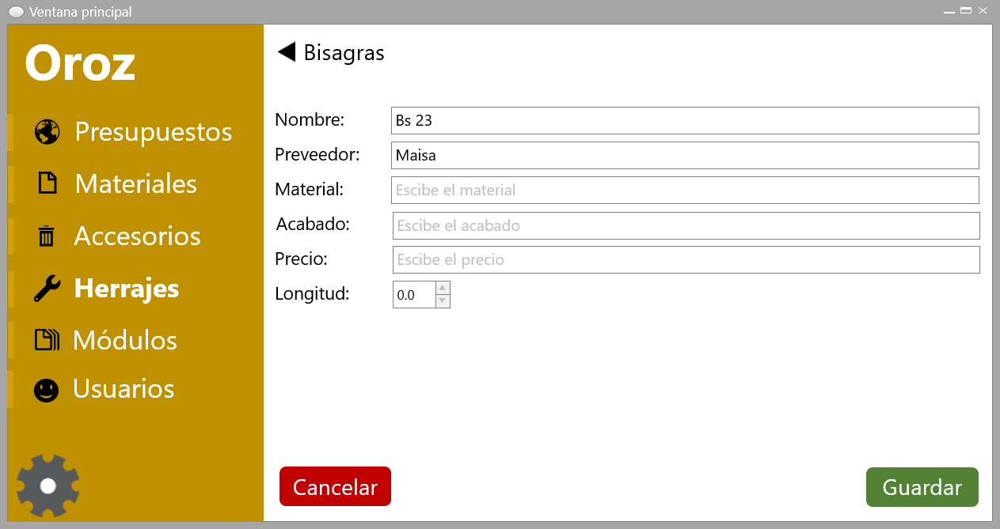 Ventana principal
Oroz
Presupuestos
Materiales
Accesorios
Herrajes
Módulos
Usuarios
Bisagras
Nombre: Bs 23
Preveedor: Maisa
Material: Escibe el material
Acabado: Escibe el acabado
Precio: Escibe el precio
Longitud: 0.0
Cancelar Guardar